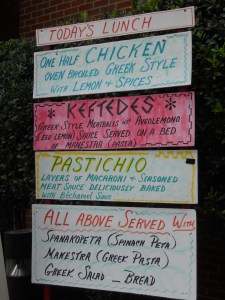 TODAY'S LUNCH
ONE HALF CHICKEN
OVEN BROILED GREEK STYLE
WITH LEMON & SPICES
KEFTEDES
GREEK STYLE MEATBALLS W/ AVGOLEMONO
(EGG LEMON) SAUCE SERVED ON A BED
OF MANESTRA (PASTA)
PASTICHIO
LAYERS OF MACARONI & SEASONED
MEAT SAUCE DELICIOUSLY BAKED
WITH BECHAMEL SAUCE
ALL ABOVE SERVED WITH
SPANAKOPETA (SPINACH PETA)
MANESTRA (GREEK PASTA)
GREEK SALAD _ BREAD